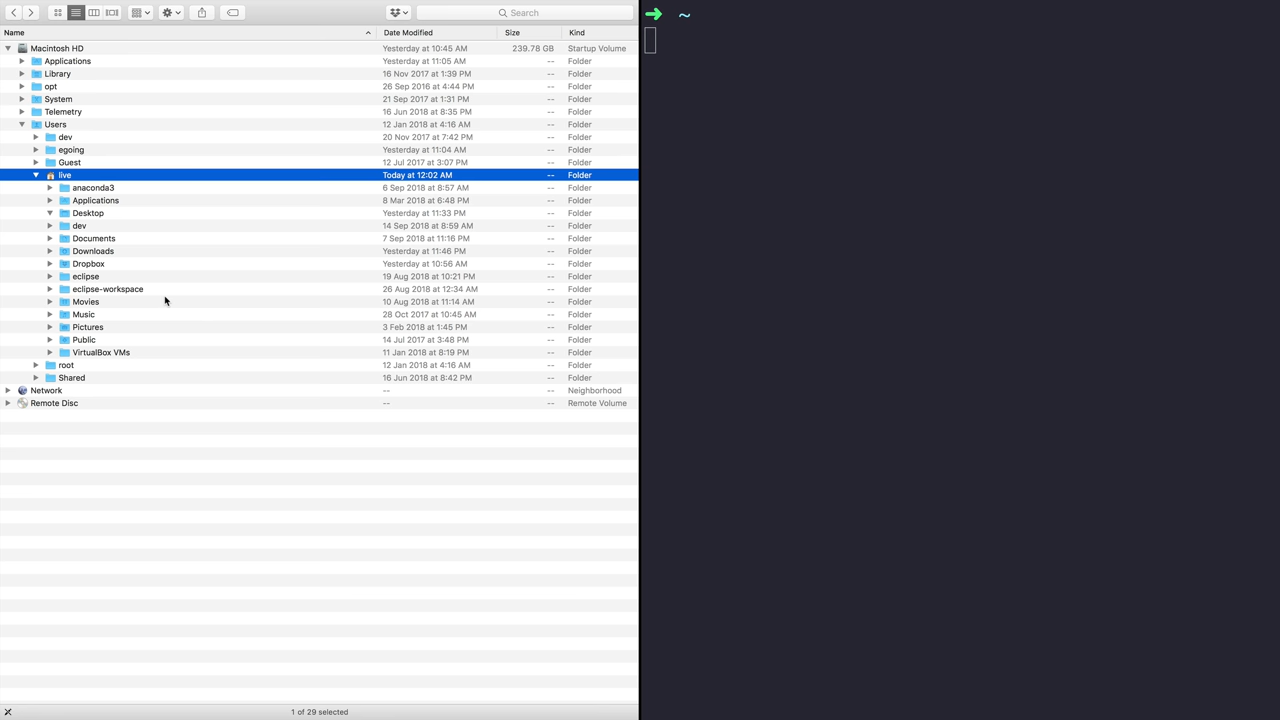 Search
Name Date Modified Size Kind
Macintosh HD Yesterday at 10:45 AM 239.78 GB Startup Volume
Applications Yesterday at 11:05 AM -- Folder
Library 16 Nov 2017 at 1:39 PM -- Folder
opt 26 Sep 2016 at 4:44 PM -- Folder
System 21 Sep 2017 at 1:31 PM -- Folder
Telemetry 16 Jun 2018 at 8:35 PM -- Folder
Users 12 Jan 2018 at 4:16 AM -- Folder
dev 20 Nov 2017 at 7:42 PM -- Folder
egoing Yesterday at 11:04 AM -- Folder
Guest 12 Jul 2017 at 3:07 PM -- Folder
live Today at 12:02 AM -- Folder
anaconda3 6 Sep 2018 at 8:57 AM -- Folder
Applications 8 Mar 2018 at 6:48 PM -- Folder
Desktop Yesterday at 11:33 PM -- Folder
dev 14 Sep 2018 at 8:59 AM -- Folder
Documents 7 Sep 2018 at 11:16 PM -- Folder
Downloads Yesterday at 11:46 PM -- Folder
Dropbox Yesterday at 10:56 AM -- Folder
eclipse 19 Aug 2018 at 10:21 PM -- Folder
eclipse-workspace 26 Aug 2018 at 12:34 AM -- Folder
Movies 10 Aug 2018 at 11:14 AM -- Folder
Music 28 Oct 2017 at 10:45 AM -- Folder
Pictures 3 Feb 2018 at 1:45 PM -- Folder
Public 14 Jul 2017 at 3:48 PM -- Folder
VirtualBox VMs 11 Jan 2018 at 8:19 PM -- Folder
root 12 Jan 2018 at 4:16 AM -- Folder
Shared 16 Jun 2018 at 8:42 PM -- Folder
Network -- -- Neighborhood
Remote Disc -- -- Remote Volume
1 of 29 selected
➜ ~